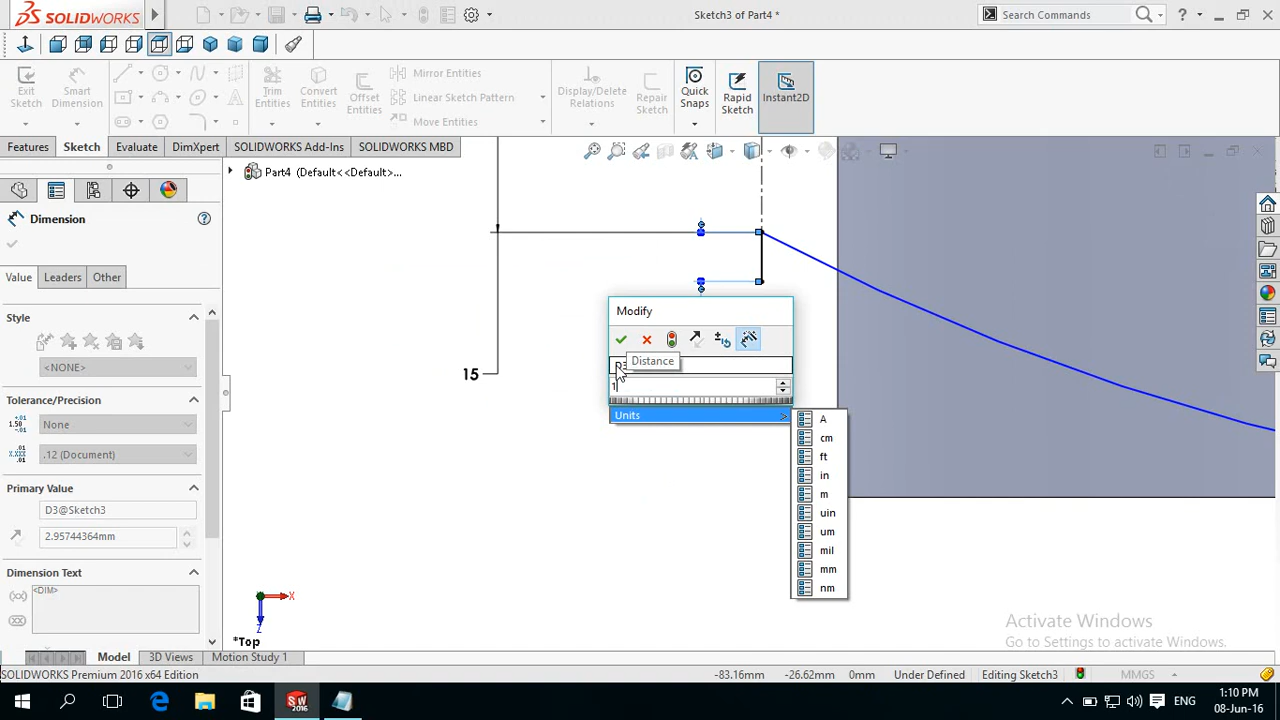 SOLIDWORKS
Sketch3 of Part4 *
Search Commands
?
Exit Sketch
Smart Dimension
Trim Entities
Convert Entities
Offset Entities
Mirror Entities
Linear Sketch Pattern
Move Entities
Display/Delete Relations
Repair Sketch
Quick Snaps
Rapid Sketch
Instant2D
Features
Sketch
Evaluate
DimXpert
SOLIDWORKS Add-Ins
SOLIDWORKS MBD
Part4 (Default<<Default>...
Dimension
Value
Leaders
Other
Style
<NONE>
Tolerance/Precision
None
.12 (Document)
Primary Value
D3@Sketch3
2.95744364mm
Dimension Text
<DIM>
15
Modify
Distance
1
Units
A
cm
ft
in
m
uin
um
mil
mm
nm
X
Z
*Top
Activate Windows
Go to Settings to activate Windows.
Model
3D Views
Motion Study 1
SOLIDWORKS Premium 2016 x64 Edition
-83.16mm
-26.62mm
0mm
Under Defined
Editing Sketch3
MMGS
ENG
1:10 PM
08-Jun-16